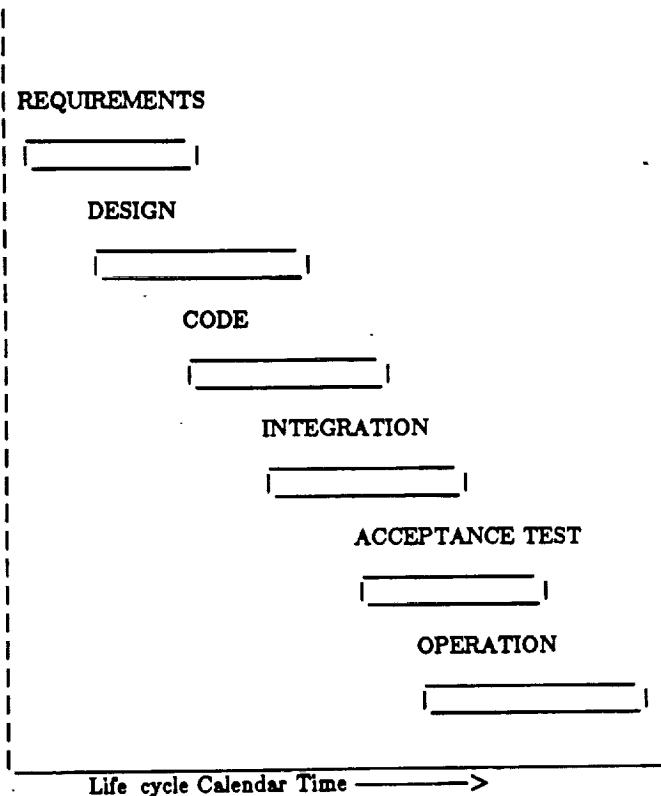 REQUIREMENTS
DESIGN
CODE
INTEGRATION
ACCEPTANCE TEST
OPERATION
Life cycle Calendar Time